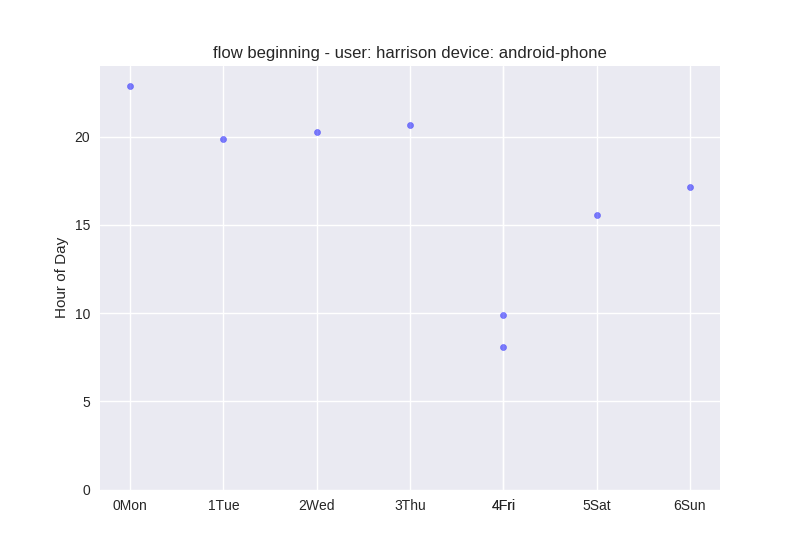 flow beginning - user: harrison device: android-phone
Hour of Day
20
15
10
5
0
0Mon 1Tue 2Wed 3Thu 4Fri 5Sat 6Sun